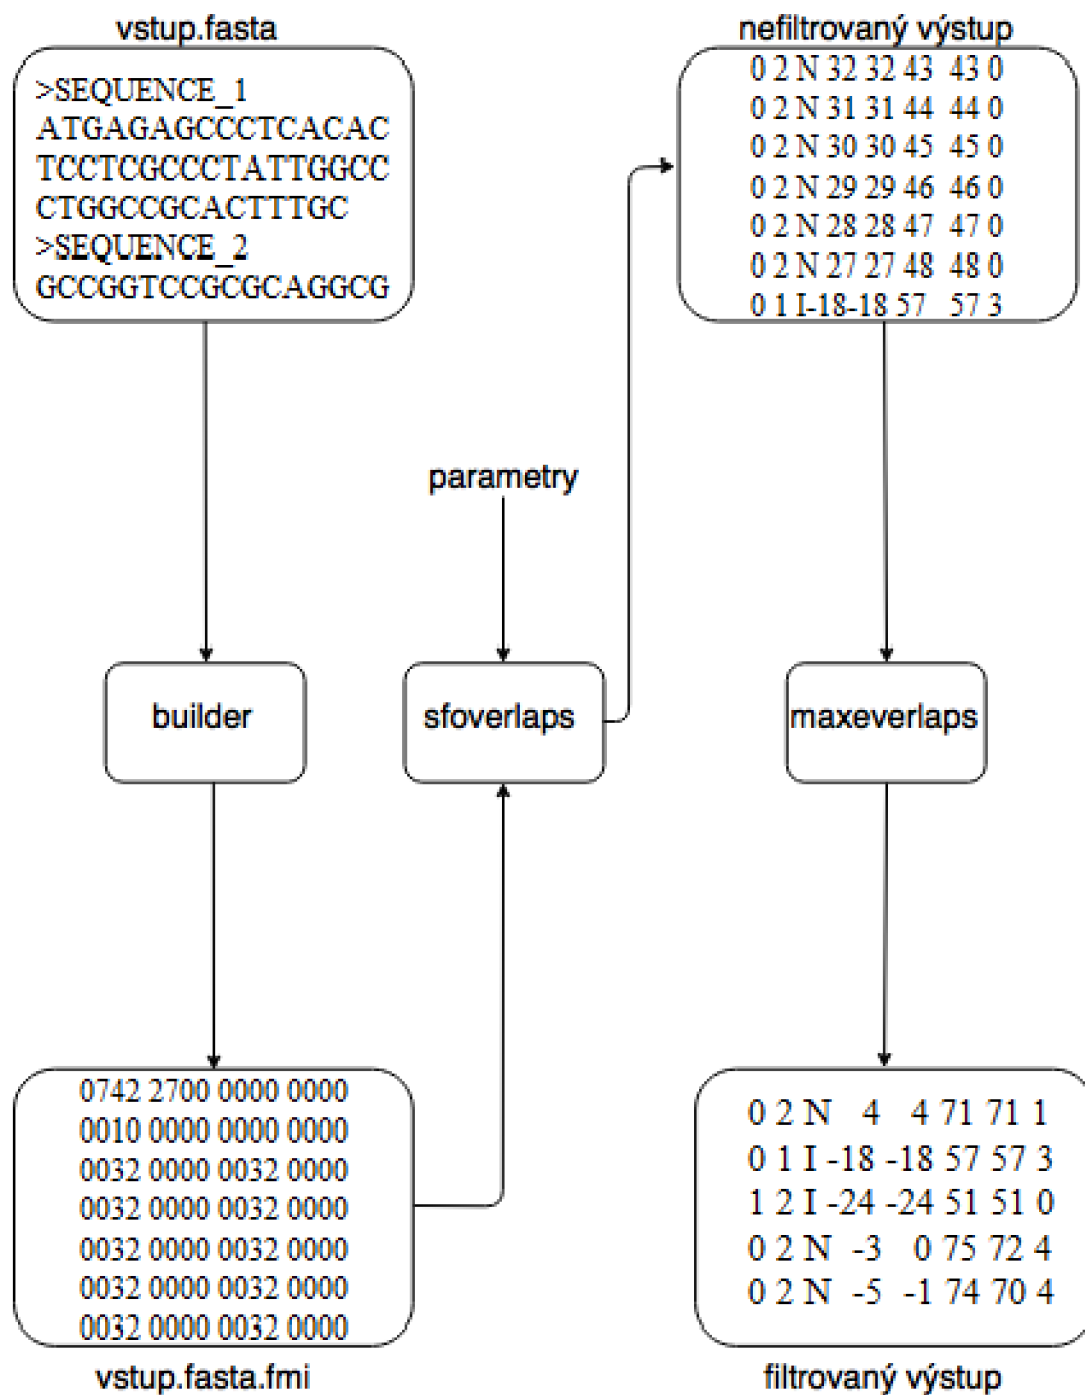 vstup.fasta
>SEQUENCE_1
ATGAGAGCCCTCACAC
TCCTCGCCCTATTGGCC
CTGGCCGCACTTTGC
>SEQUENCE_2
GCCGGTCCGCGCAGGCG
nefiltrovaný výstup
0 2 N 32 32 43 43 0
0 2 N 31 31 44 44 0
0 2 N 30 30 45 45 0
0 2 N 29 29 46 46 0
0 2 N 28 28 47 47 0
0 2 N 27 27 48 48 0
0 1 I-18-18 57 57 3
parametry
builder
sfoverlaps
maxeverlaps
0742 2700 0000 0000
0010 0000 0000 0000
0032 0000 0032 0000
0032 0000 0032 0000
0032 0000 0032 0000
0032 0000 0032 0000
0032 0000 0032 0000
vstup.fasta.fmi
0 2 N 4 4 71 71 1
0 1 I -18 -18 57 57 3
1 2 I -24 -24 51 51 0
0 2 N -3 0 75 72 4
0 2 N -5 -1 74 70 4
filtrovaný výstup